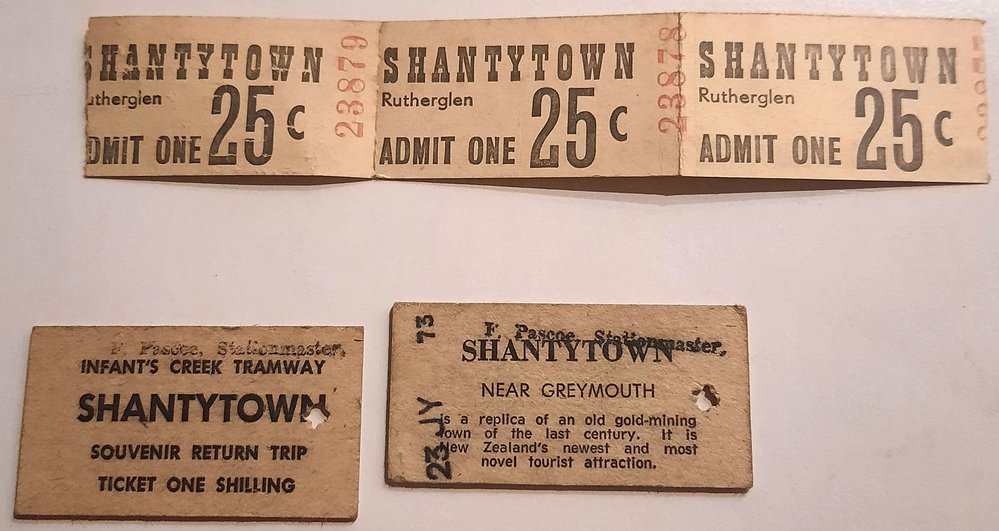 SHANTYTOWN
utherglen
25c
DMIT ONE
23879
SHANTYTOWN
Rutherglen
25c
ADMIT ONE
23878
SHANTYTOWN
Rutherglen
25c
ADMIT ONE
F. Pascoe, Stationmaster,
INFANT'S CREEK TRAMWAY
SHANTYTOWN
SOUVENIR RETURN TRIP
TICKET ONE SHILLING
23 JY 73
F. Pascoe, Stationmaster,
SHANTYTOWN
NEAR GREYMOUTH
is a replica of an old gold-mining
town of the last century. It is
New Zealand's newest and most
novel tourist attraction.